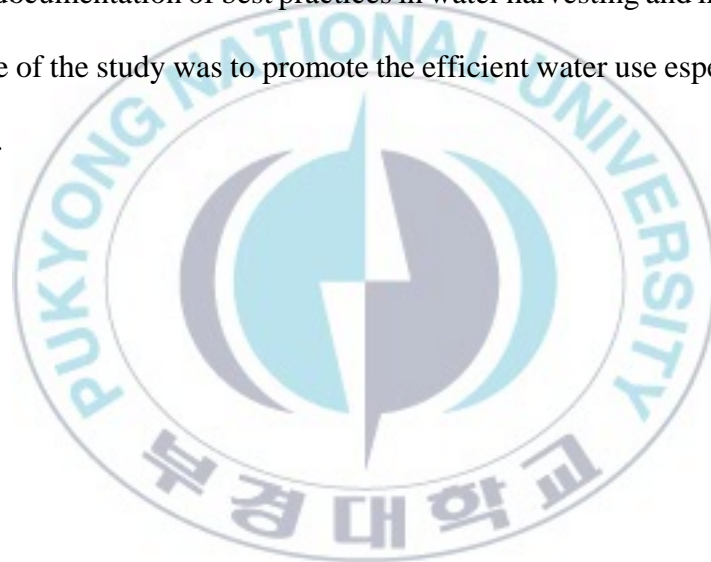 documentation of best practices in water harvesting and
e of the study was to promote the efficient water use espe
PUKYONG NATIONAL UNIVERSITY
부경대학교